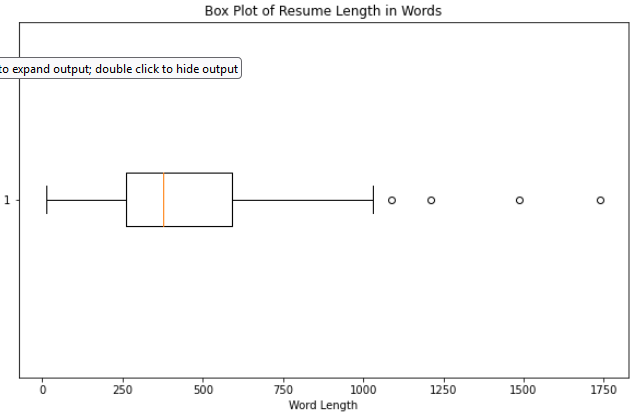 Box Plot of Resume Length in Words
to expand output; double click to hide output
1
0 250 500 750 1000 1250 1500 1750
Word Length